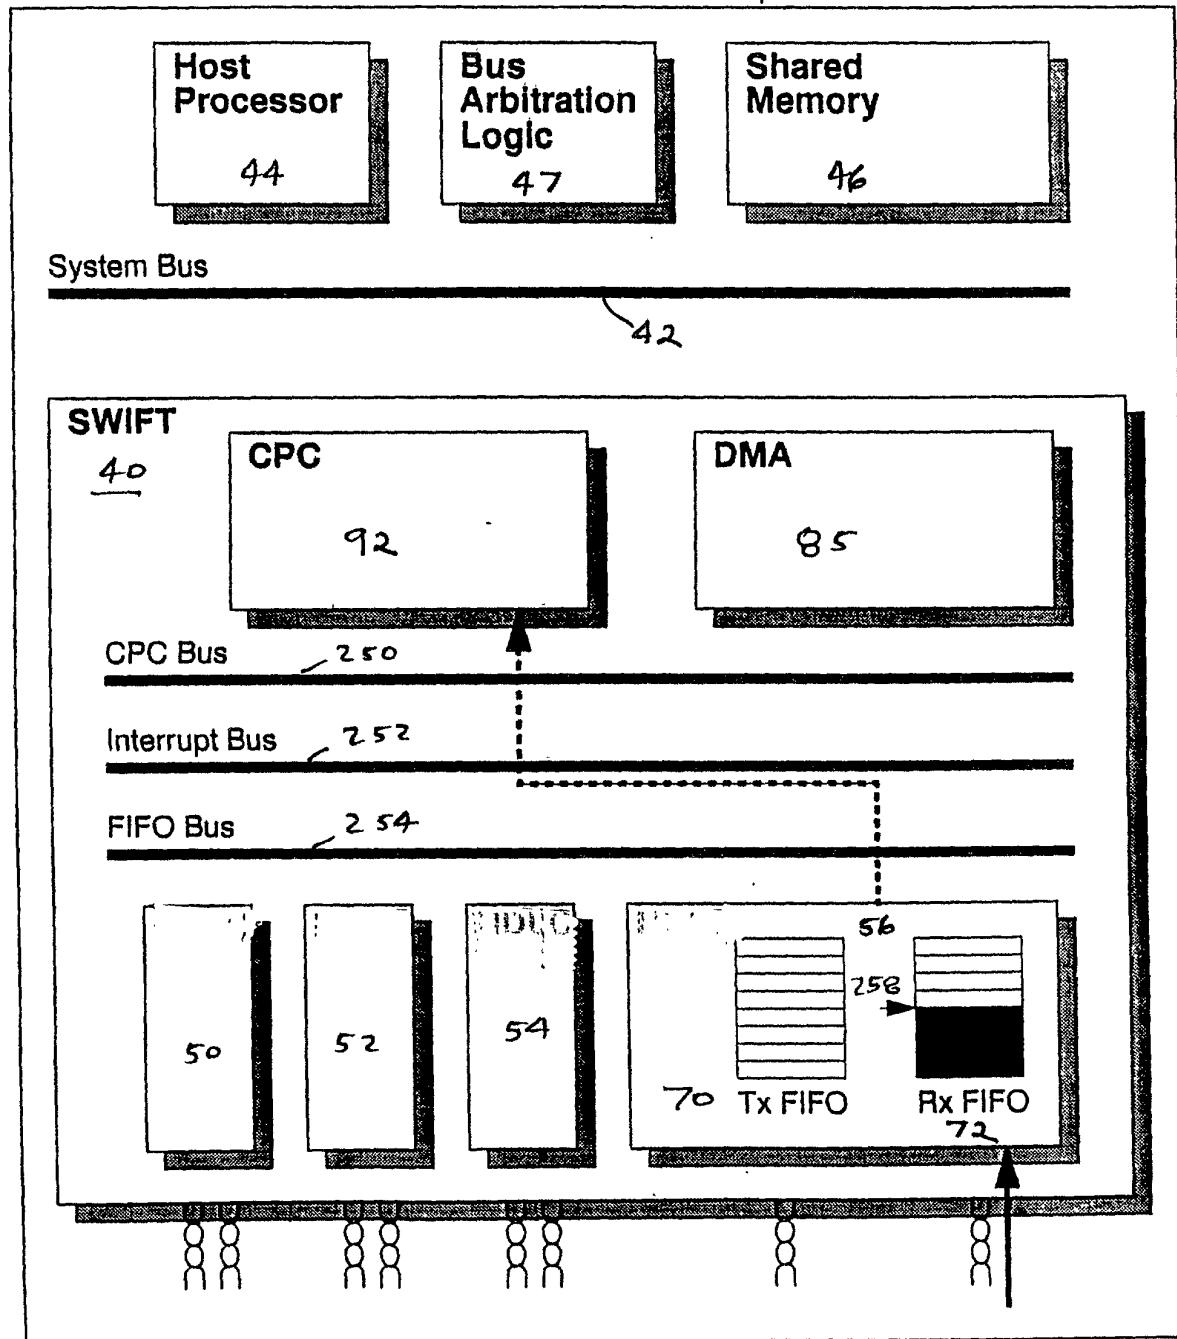 Host
Processor
44
Bus
Arbitration
Logic
47
Shared
Memory
46
System Bus
42
SWIFT
40
CPC
92
DMA
85
CPC Bus
250
Interrupt Bus
252
FIFO Bus
254
50
52
54
56
258
70
Tx FIFO
Rx FIFO
72